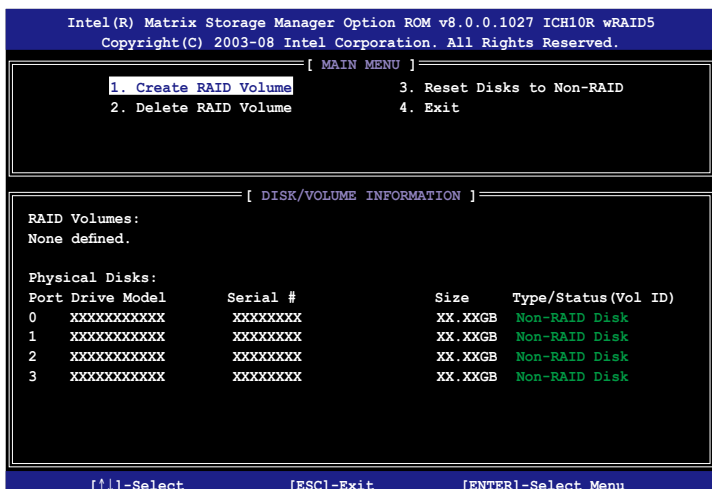 Intel(R) Matrix Storage Manager Option ROM v8.0.0.1027 ICH10R wRAID5
Copyright(C) 2003-08 Intel Corporation. All Rights Reserved.
[ MAIN MENU ]
1. Create RAID Volume 3. Reset Disks to Non-RAID
2. Delete RAID Volume 4. Exit
[ DISK/VOLUME INFORMATION ]
RAID Volumes:
None defined.
Physical Disks:
Port Drive Model Serial # Size Type/Status(Vol ID)
0 XXXXXXXXXXX XXXXXXXX XX.XXGB Non-RAID Disk
1 XXXXXXXXXXX XXXXXXXX XX.XXGB Non-RAID Disk
2 XXXXXXXXXXX XXXXXXXX XX.XXGB Non-RAID Disk
3 XXXXXXXXXXX XXXXXXXX XX.XXGB Non-RAID Disk
[↑↓]-Select [ESC]-Exit [ENTER]-Select Menu